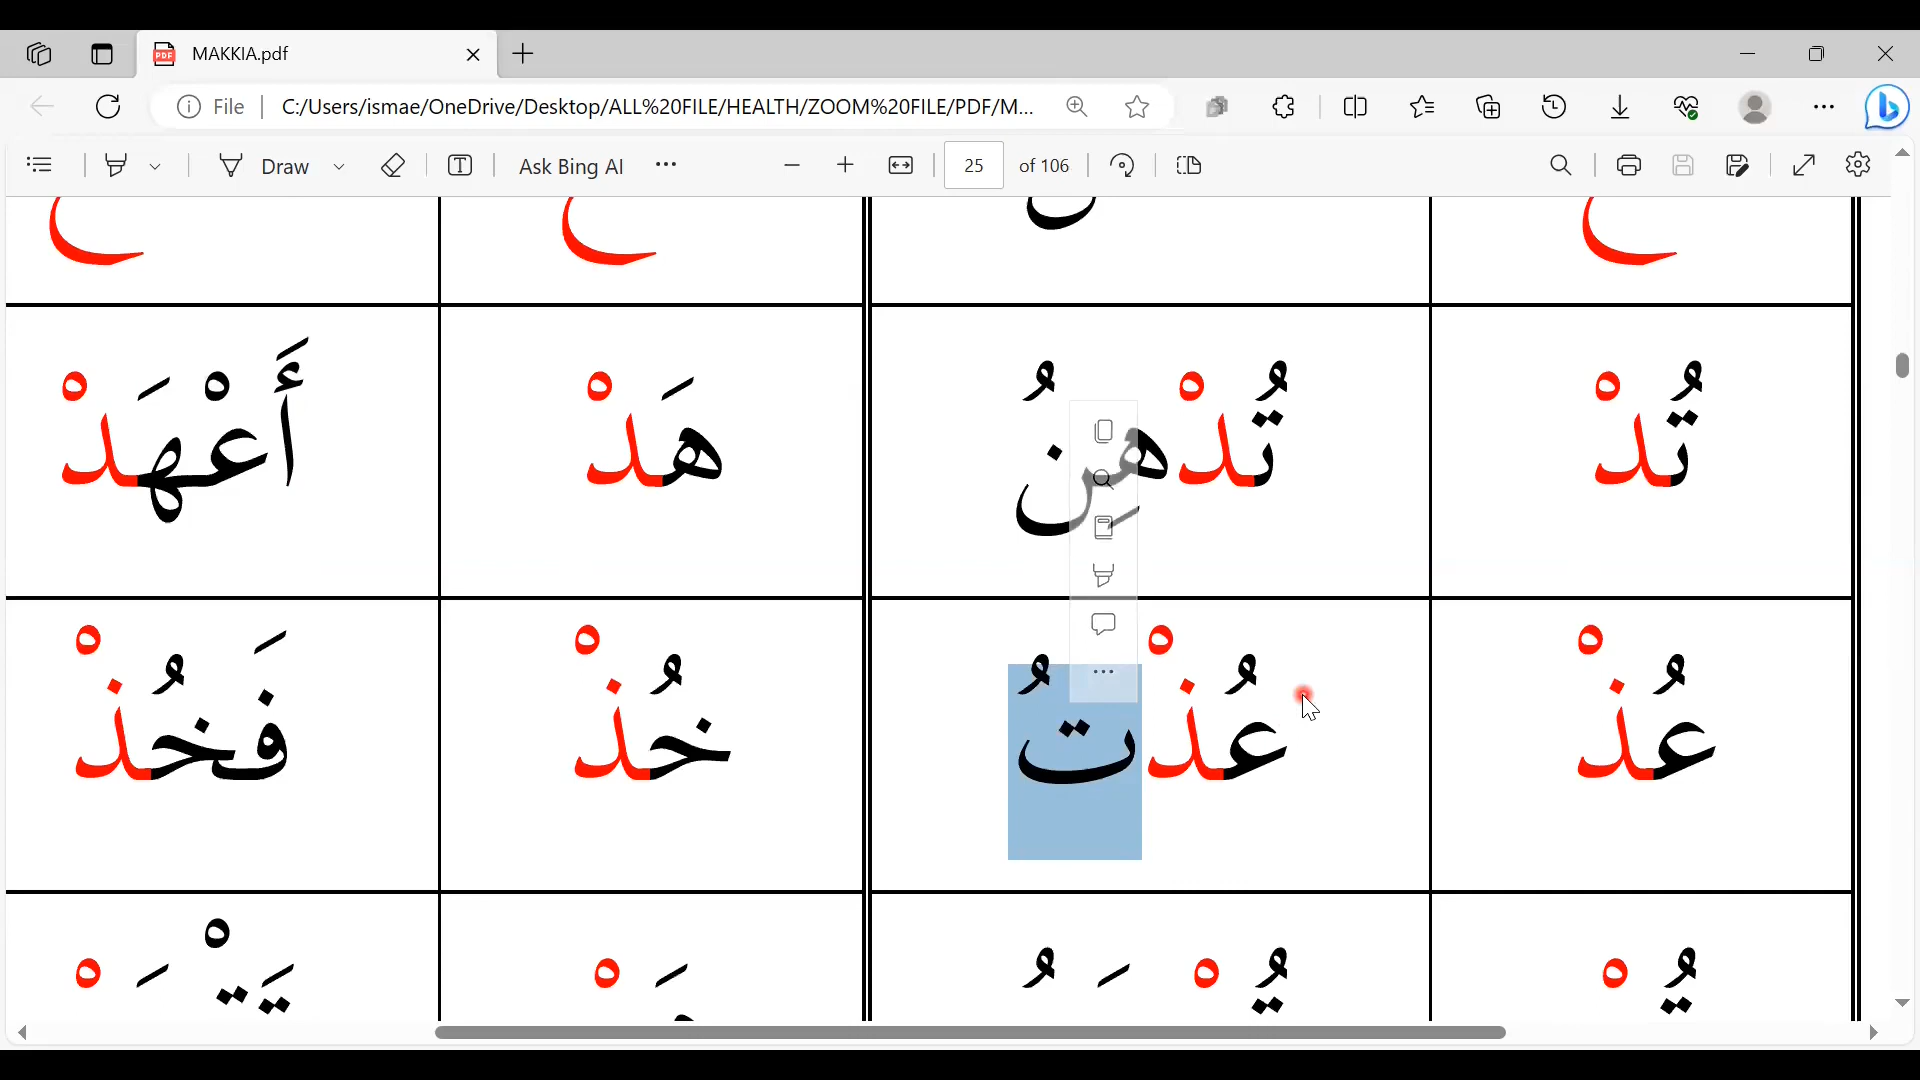 MAKKIA.pdf
File C:/Users/ismae/OneDrive/Desktop/ALL%20FILE/HEALTH/ZOOM%20FILE/PDF/M...
Draw Ask Bing AI 25 of 106
تُدْ تُدْهِنُ هَدْ أَعْهَدْ
عُذْ عُذْتُ خُذْ فَخُذْ